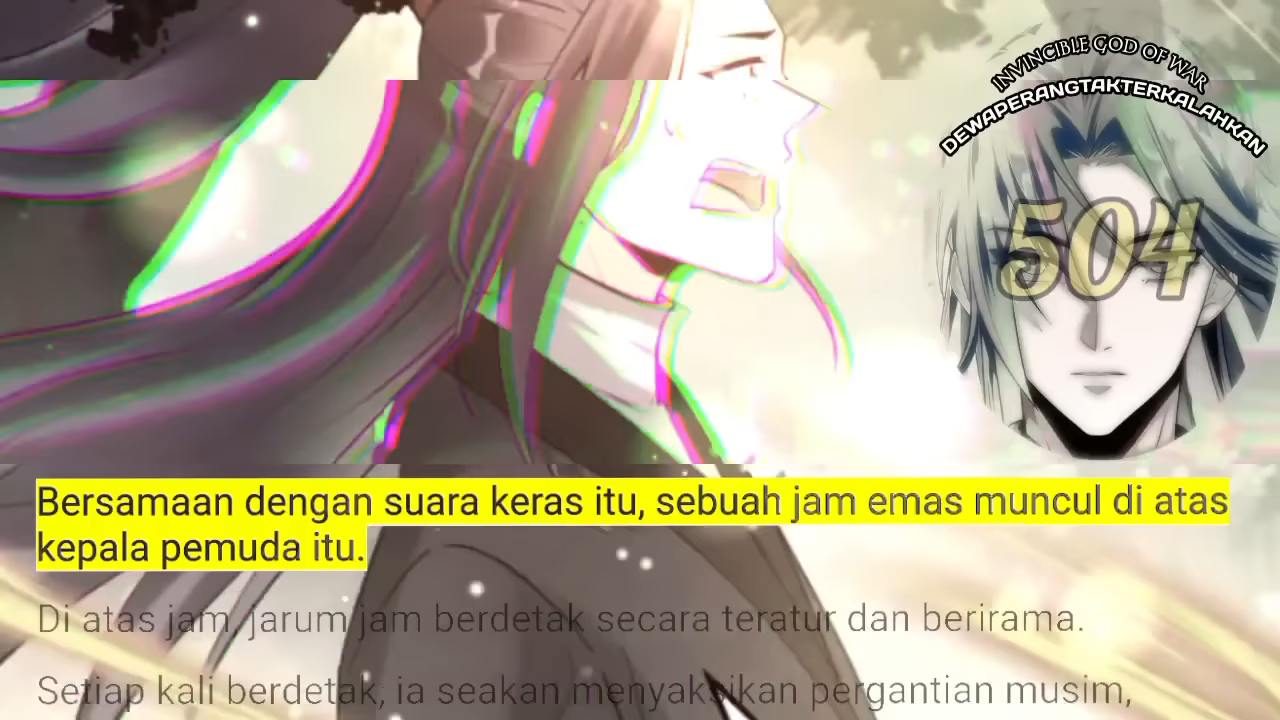 INVINCIBLE GOD OF WAR
DEWAPERANGTAKTERKALAHKAN
504
Bersamaan dengan suara keras itu, sebuah jam emas muncul di atas
kepala pemuda itu.
Di atas jam, jarum jam berdetak secara teratur dan berirama.
Setiap kali berdetak, ia seakan menyaksikan pergantian musim,